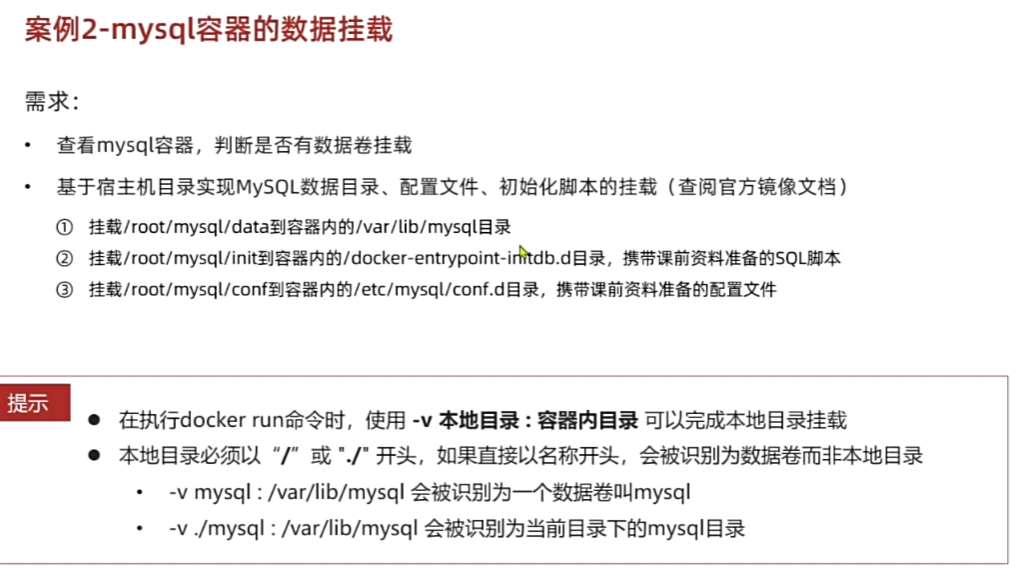 案例2-mysql容器的数据挂载
需求：
• 查看mysql容器，判断是否有数据卷挂载
• 基于宿主机目录实现MySQL数据目录、配置文件、初始化脚本的挂载（查阅官方镜像文档）
① 挂载/root/mysql/data到容器内的/var/lib/mysql目录
② 挂载/root/mysql/init到容器内的/docker-entrypoint-initdb.d目录，携带课前资料准备的SQL脚本
③ 挂载/root/mysql/conf到容器内的/etc/mysql/conf.d目录，携带课前资料准备的配置文件
提示
● 在执行docker run命令时，使用 -v 本地目录 : 容器内目录 可以完成本地目录挂载
● 本地目录必须以“/”或 "./" 开头，如果直接以名称开头，会被识别为数据卷而非本地目录
• -v mysql : /var/lib/mysql 会被识别为一个数据卷叫mysql
• -v ./mysql : /var/lib/mysql 会被识别为当前目录下的mysql目录